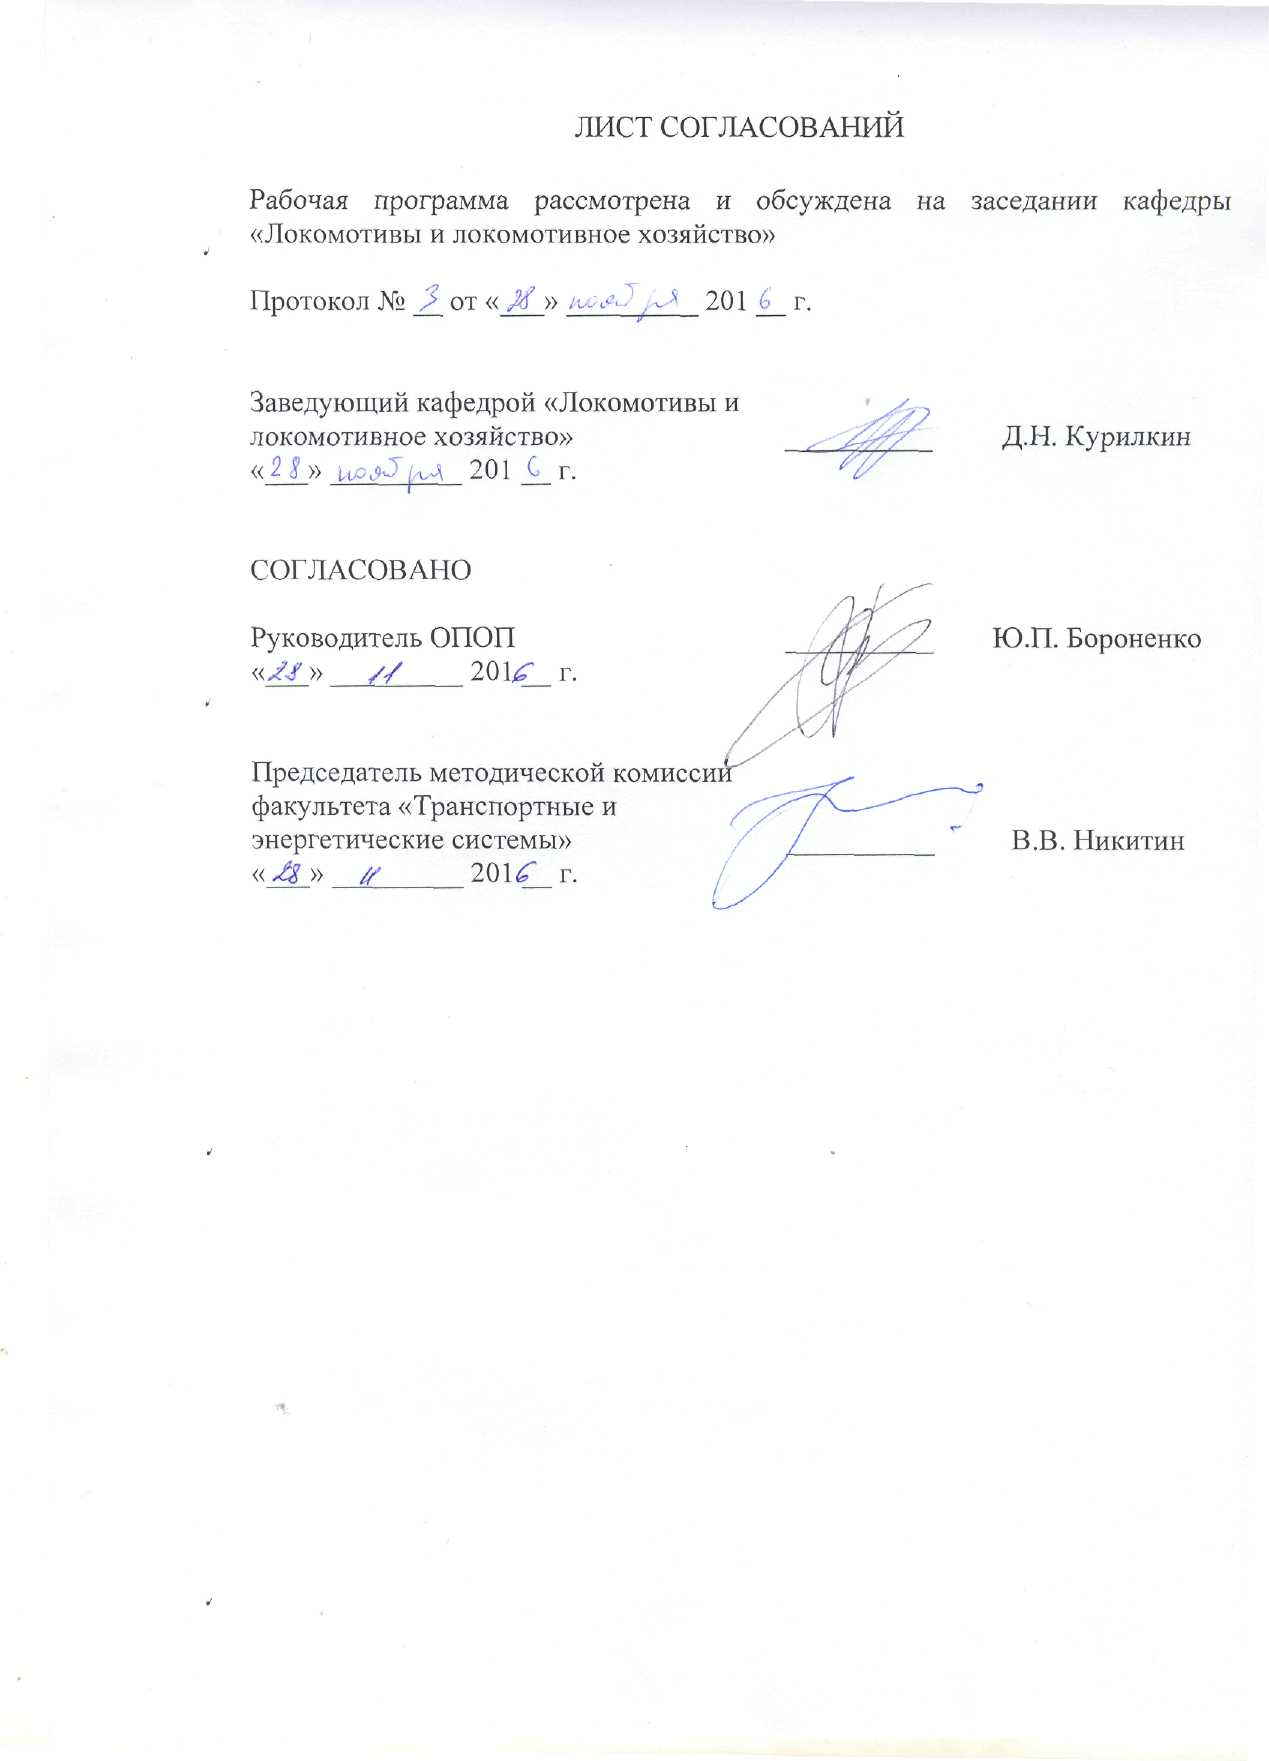 ЛИСТ СОГЛАСОВАНИЙ
Рабочая программа рассмотрена и обсуждена на заседании кафедры
«Локомотивы и локомотивное хозяйство»
Протокол № 3 от «28» ноября 2016 г.
Заведующий кафедрой «Локомотивы и
локомотивное хозяйство» Д.Н. Курилкин
«28» ноября 2016 г.
СОГЛАСОВАНО
Руководитель ОПОП Ю.П. Бороненко
«28» 11 2016 г.
Председатель методической комиссии
факультета «Транспортные и
энергетические системы» В.В. Никитин
«28» 11 2016 г.